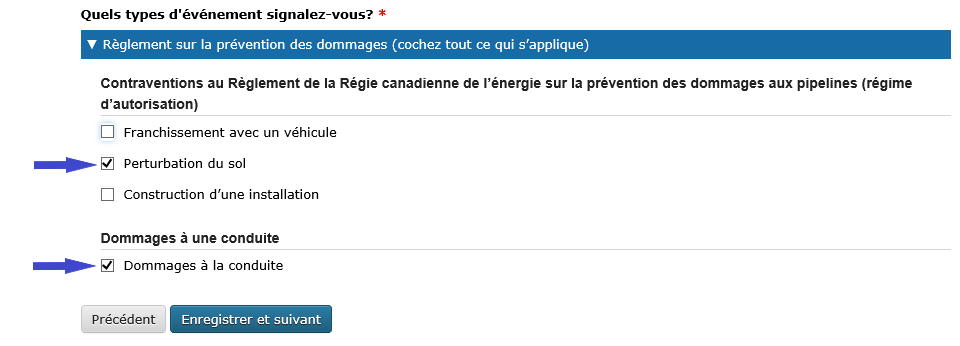 Quels types d'événement signalez-vous? *
▼ Règlement sur la prévention des dommages (cochez tout ce qui s’applique)
Contraventions au Règlement de la Régie canadienne de l’énergie sur la prévention des dommages aux pipelines (régime
d’autorisation)
Franchissement avec un véhicule
Perturbation du sol
Construction d’une installation
Dommages à une conduite
Dommages à la conduite
Précédent
Enregistrer et suivant